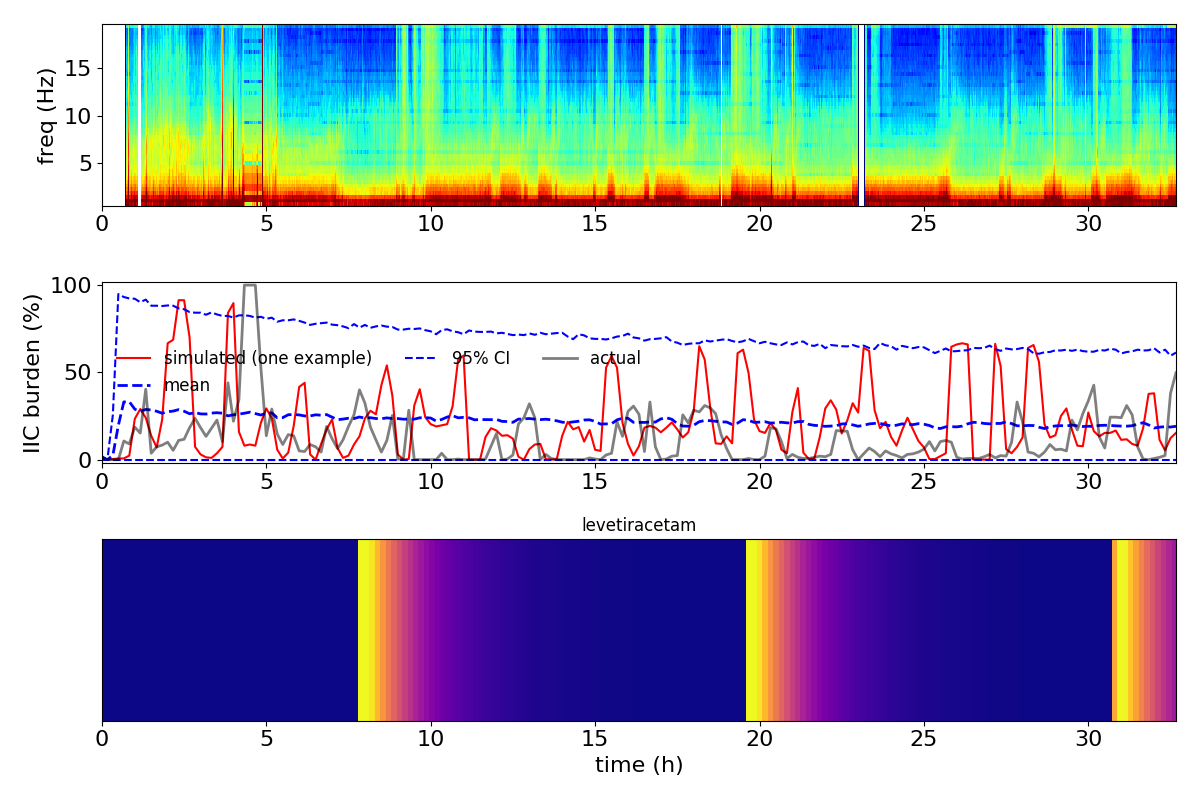 freq (Hz)
15
10
5
0 5 10 15 20 25 30
IIC burden (%)
100
50
0
simulated (one example) 95% CI actual
mean
0 5 10 15 20 25 30
levetiracetam
0 5 10 15 20 25 30
time (h)